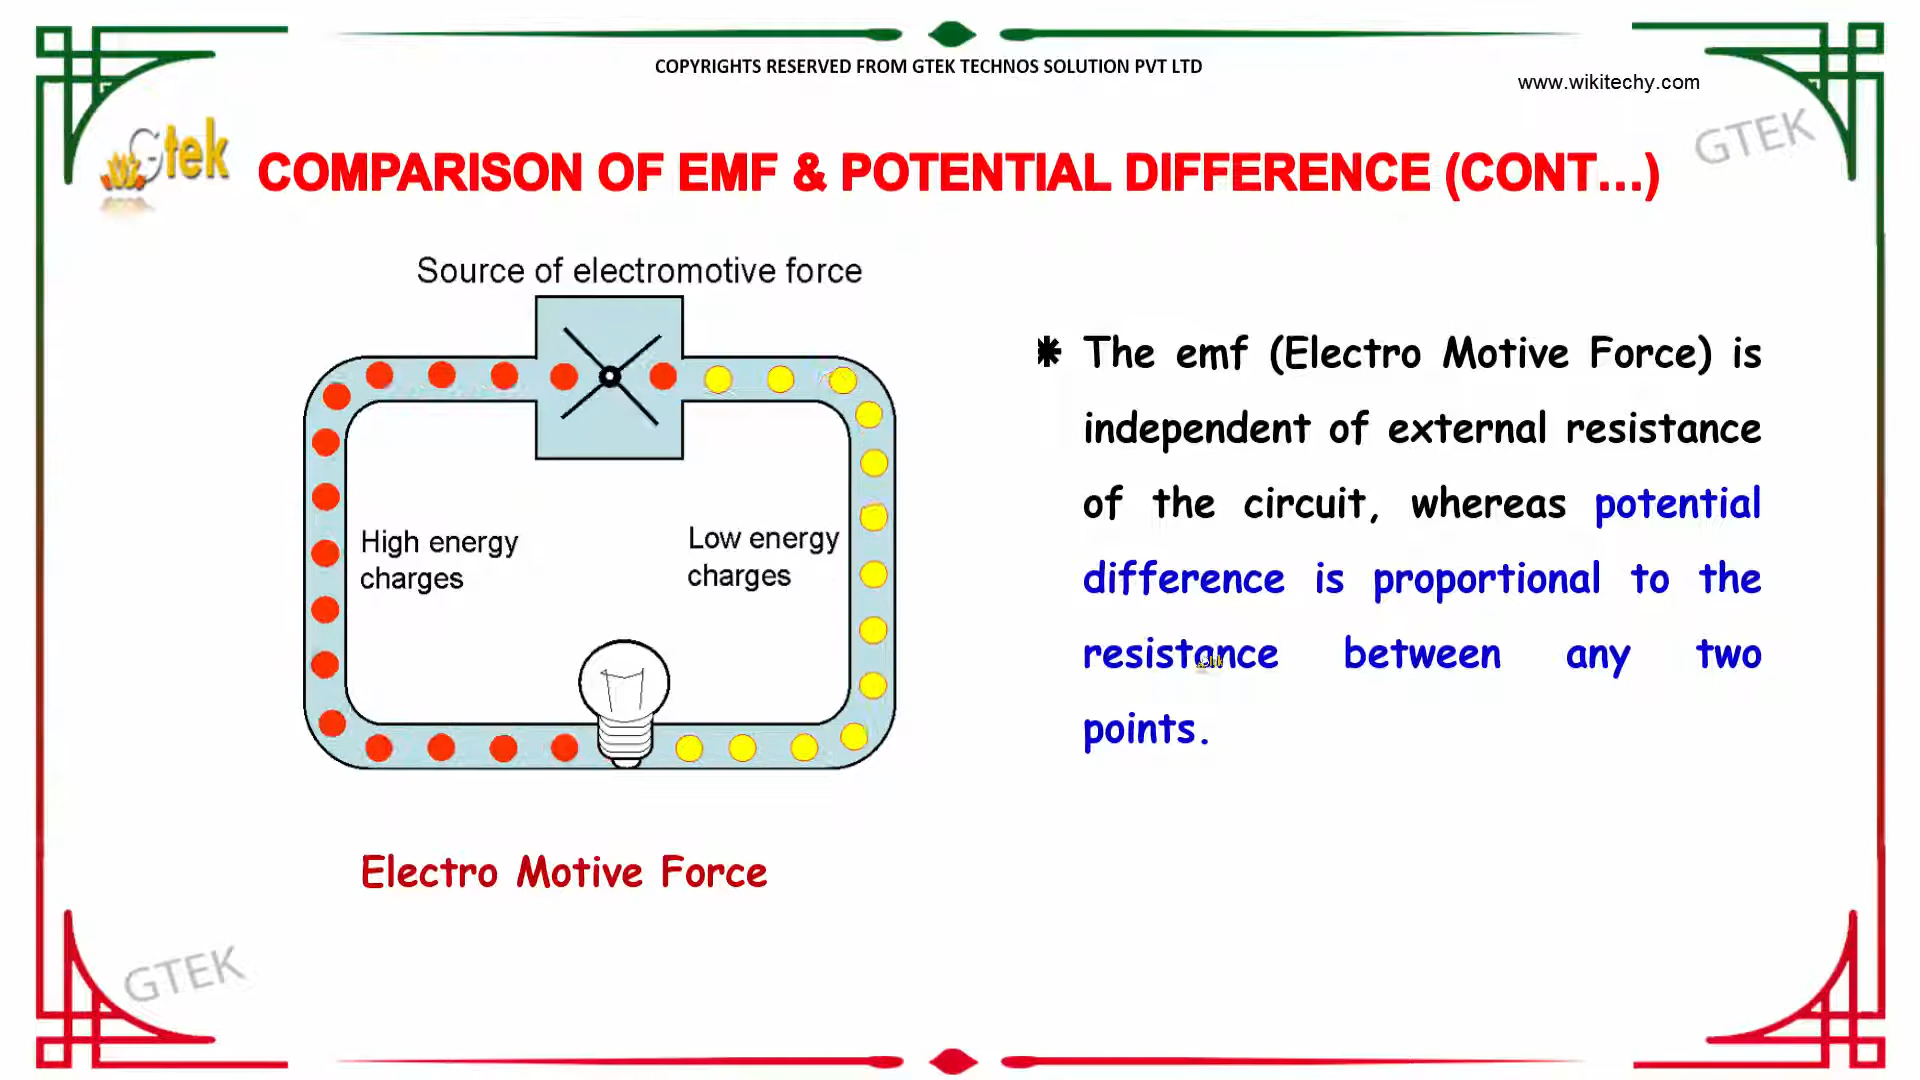 COPYRIGHTS RESERVED FROM GTEK TECHNOS SOLUTION PVT LTD
www.wikitechy.com
GTEK
Gtek
COMPARISON OF EMF & POTENTIAL DIFFERENCE (CONT...)
Source of electromotive force
High energy
charges
Low energy
charges
Electro Motive Force
The emf (Electro Motive Force) is
independent of external resistance
of the circuit, whereas potential
difference is proportional to the
resistance between any two
points.
GTEK